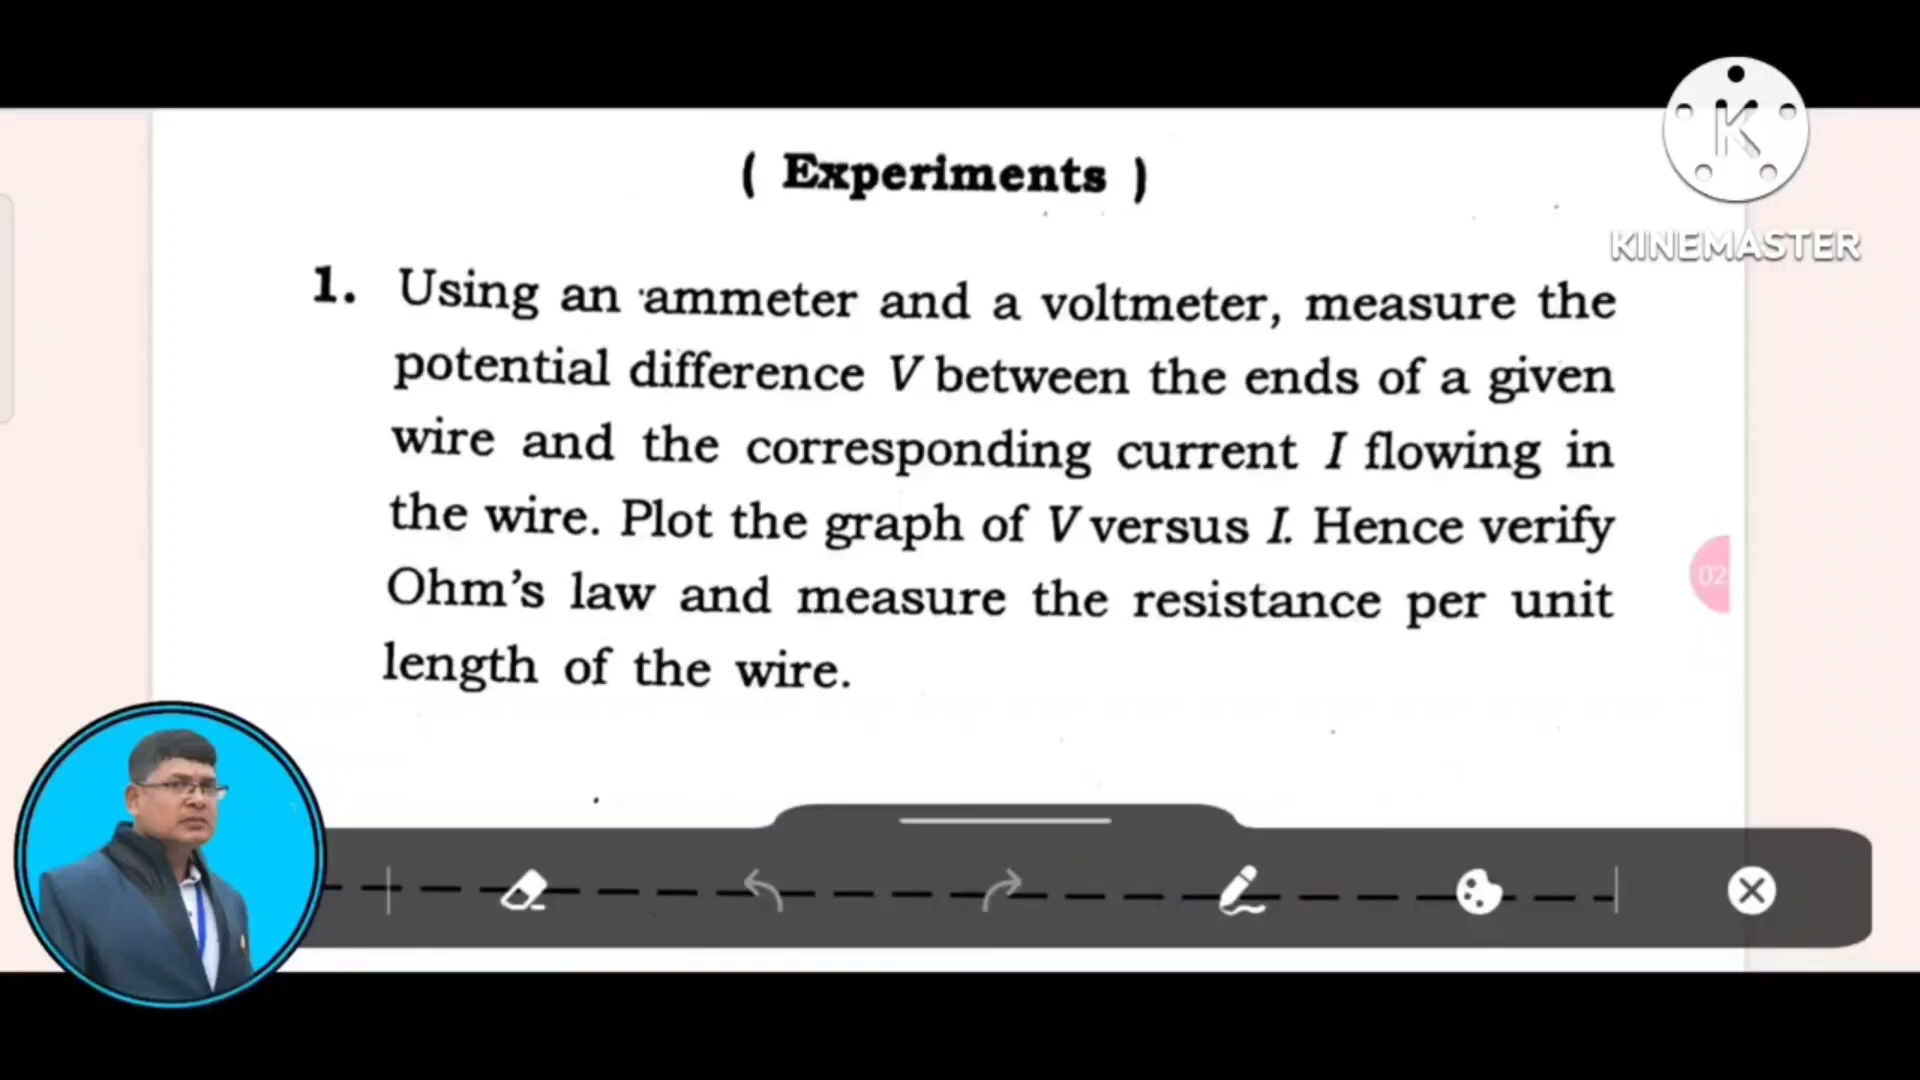 ( Experiments )
K
KINEMASTER
1. Using an ammeter and a voltmeter, measure the
potential difference V between the ends of a given
wire and the corresponding current I flowing in
the wire. Plot the graph of V versus I. Hence verify
Ohm’s law and measure the resistance per unit
length of the wire.
02